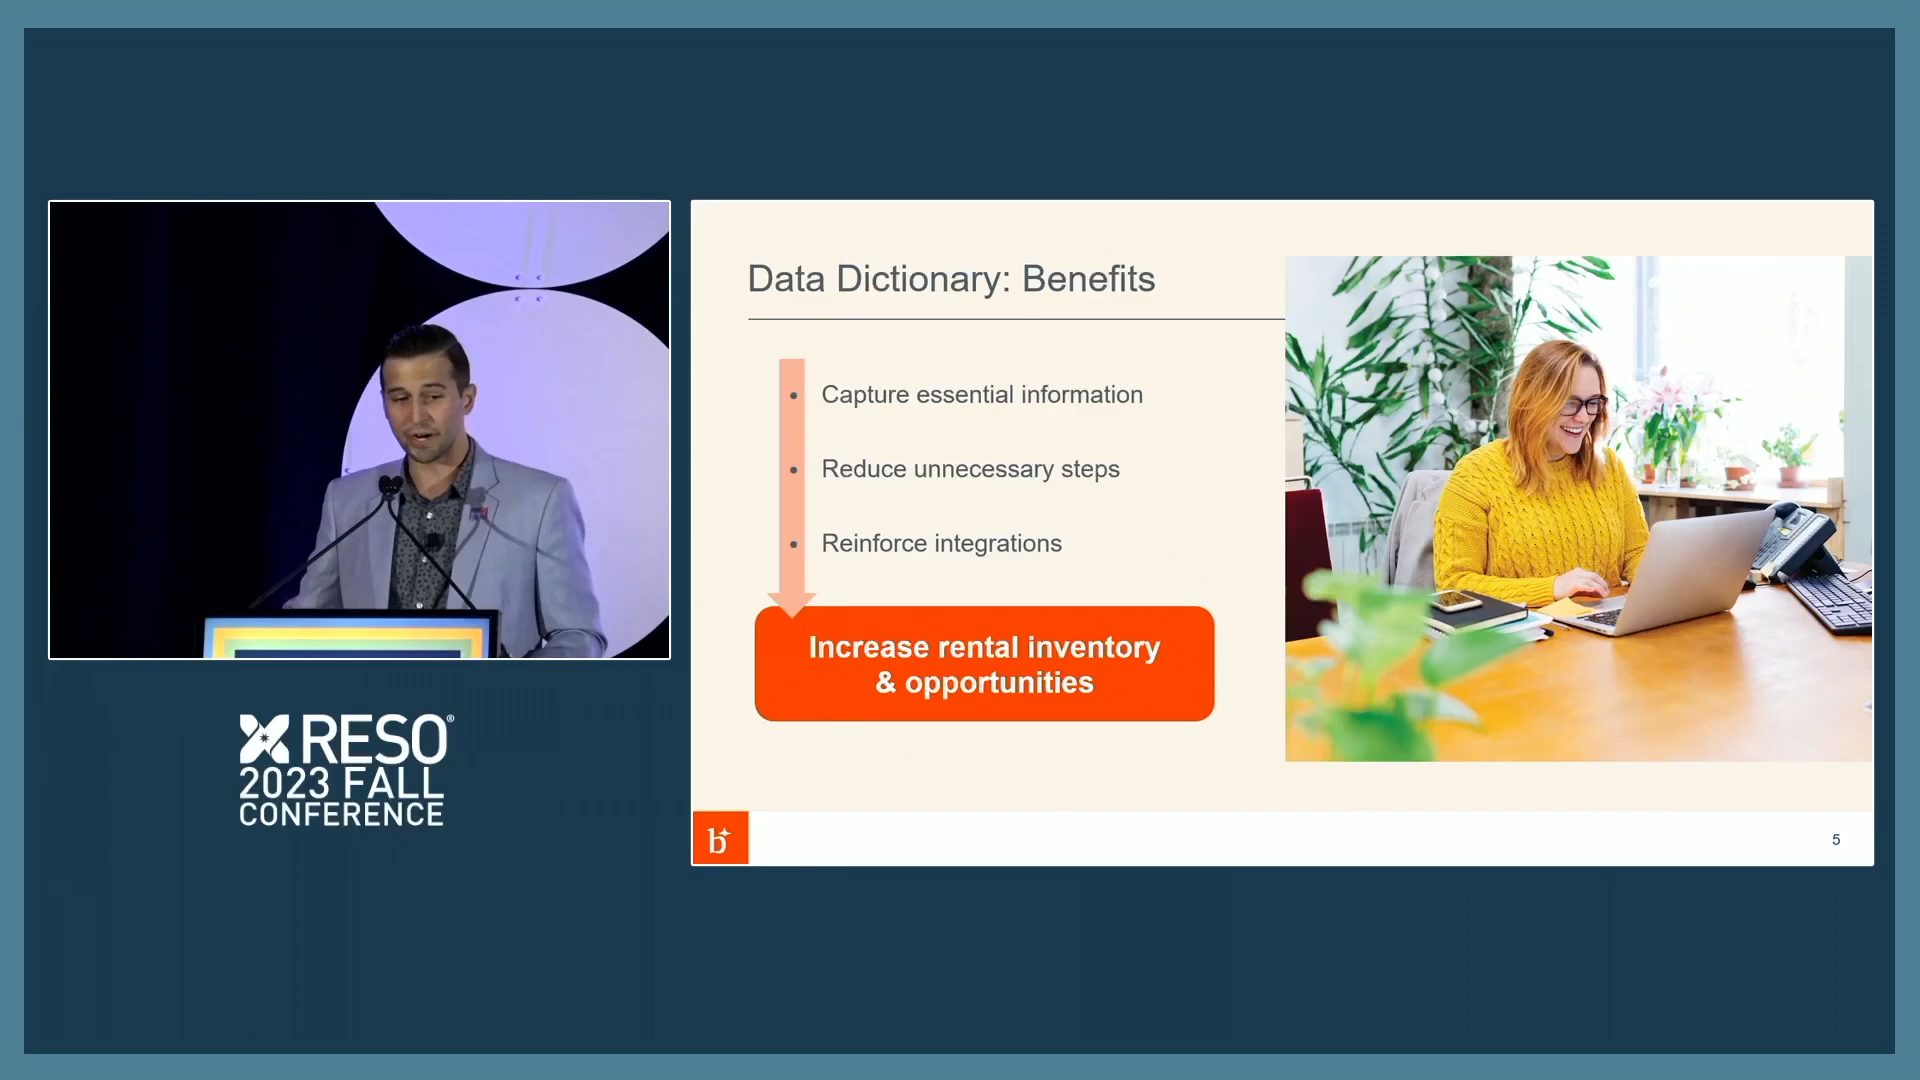 RESO®
2023 FALL
CONFERENCE
Data Dictionary: Benefits
• Capture essential information
• Reduce unnecessary steps
• Reinforce integrations
Increase rental inventory
& opportunities
b
5